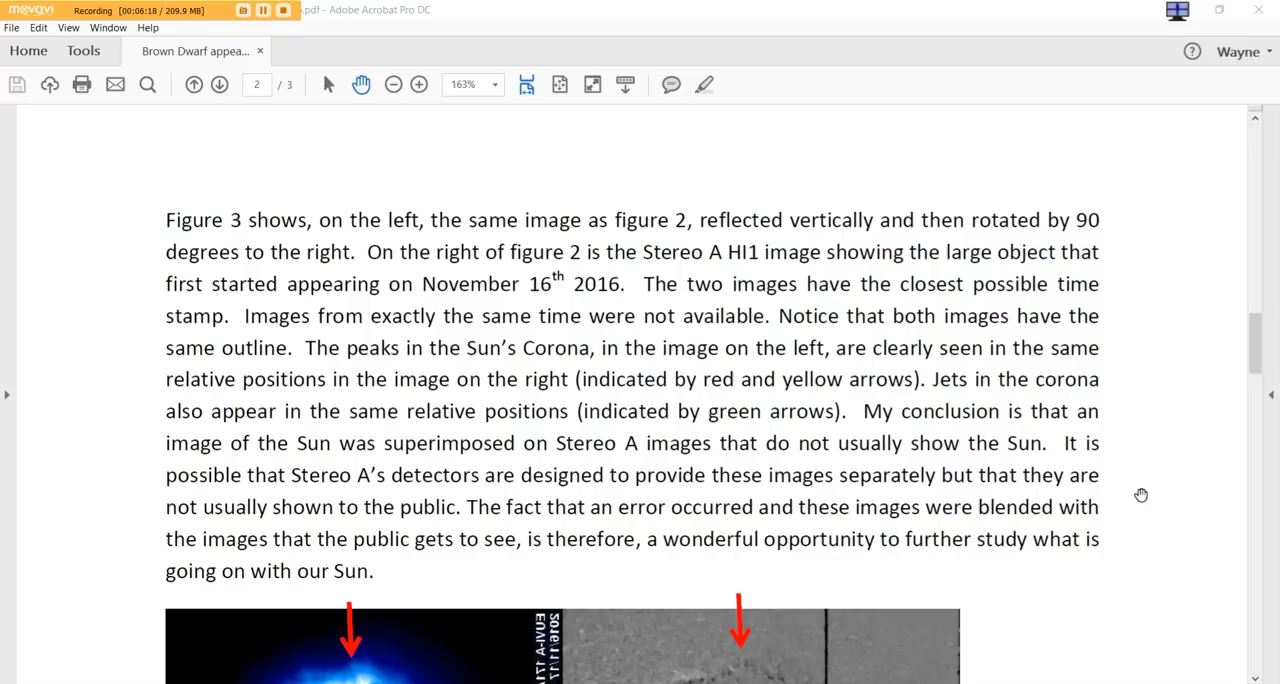 movavi Recording [00:06:18 / 209.9 MB] .pdf - Adobe Acrobat Pro DC
File Edit View Window Help
Home Tools Brown Dwarf appea... × Wayne
2 / 3 163%
Figure 3 shows, on the left, the same image as figure 2, reflected vertically and then rotated by 90
degrees to the right. On the right of figure 2 is the Stereo A HI1 image showing the large object that
first started appearing on November 16th 2016. The two images have the closest possible time
stamp. Images from exactly the same time were not available. Notice that both images have the
same outline. The peaks in the Sun's Corona, in the image on the left, are clearly seen in the same
relative positions in the image on the right (indicated by red and yellow arrows). Jets in the corona
also appear in the same relative positions (indicated by green arrows). My conclusion is that an
image of the Sun was superimposed on Stereo A images that do not usually show the Sun. It is
possible that Stereo A's detectors are designed to provide these images separately but that they are
not usually shown to the public. The fact that an error occurred and these images were blended with
the images that the public gets to see, is therefore, a wonderful opportunity to further study what is
going on with our Sun.
2016/11/17
EUVI-A 171